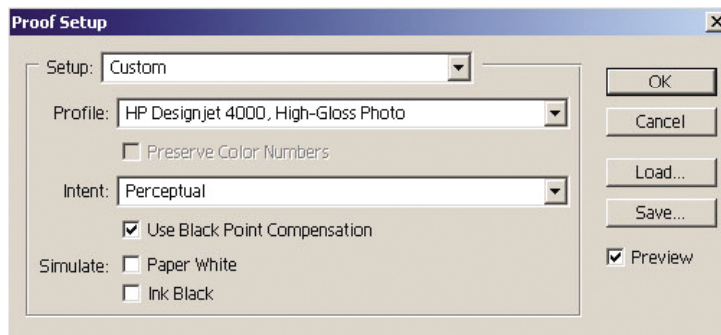 Proof Setup
Setup: Custom
OK
Profile: HP Designjet 4000, High-Gloss Photo
Cancel
Preserve Color Numbers
Load...
Intent: Perceptual
Save...
Use Black Point Compensation
Preview
Simulate: Paper White
Ink Black